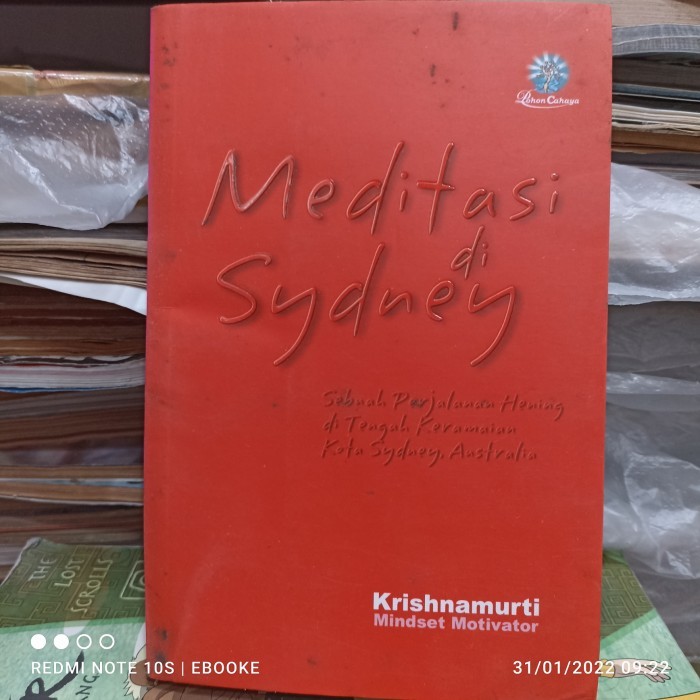 Pohon Cahaya
Meditasi
di
Sydney
Sebuah Perjalanan Hening
di Tengah Keramaian
Kota Sydney, Australia
Krishnamurti
Mindset Motivator
THE
LOST
SCROLLS
ANG
REDMI NOTE 10S | EBOOKE
31/01/2022 09:22